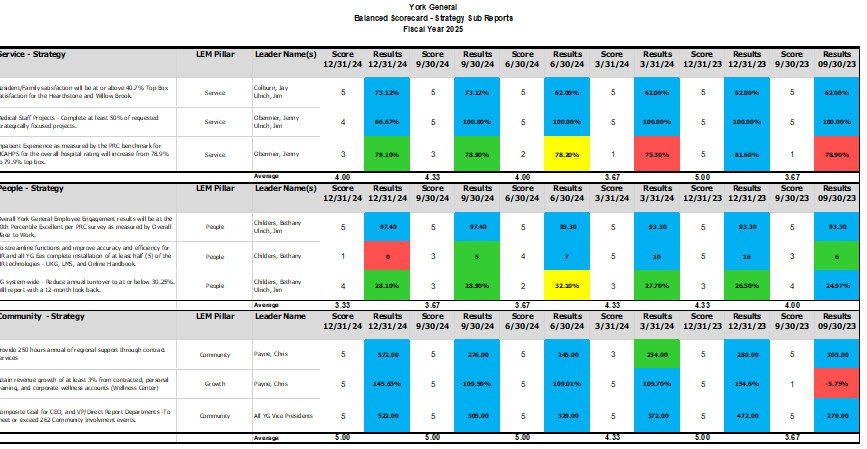 York General
Balanced Scorecard - Strategy Sub Reports
Fiscal Year 2025
Service - Strategy LEM Pillar Leader Name(s) Score 12/31/24 Results 12/31/24 Score 9/30/24 Results 9/30/24 Score 6/30/24 Results 6/30/24 Score 3/31/24 Results 3/31/24 Score 12/31/23 Results 12/31/23 Score 09/30/23 Results 09/30/23
esident/Family satisfaction will be at or above 40.7% Top Box
atisfaction for the Hearthstone and Willow Brook.
Service
Colburn, Jay
Ulrich, Jim
5 73.12% 5 73.12% 5 62.00% 5 62.00% 5 62.00% 5 62.00%
edical Staff Projects - Complete at least 50% of requested
trategically focused projects.
Service
Obermier, Jenny
Ulrich, Jim
4 66.67% 5 100.00% 5 100.00% 5 100.00% 5 100.00% 5 100.00%
npatient Experience as measured by the PRC benchmark for
CAHPS for the overall hospital rating will increase from 78.9%
o 79.9% top box.
Service
Obermier, Jenny
3 79.10% 3 78.90% 2 78.20% 1 75.30% 5 81.60% 1 78.90%
Average 4.00 4.33 4.00 3.67 5.00 3.67
People - Strategy LEM Pillar Leader Name(s) Score 12/31/24 Results 12/31/24 Score 9/30/24 Results 9/30/24 Score 6/30/24 Results 6/30/24 Score 3/31/24 Results 3/31/24 Score 12/31/23 Results 12/31/23 Score 09/30/23 Results 09/30/23
verall York General Employee Engagement results will be at the
0th Percentile Excellent per PRC survey as measured by Overall
lace to Work.
People
Childers, Bethany
Ulrich, Jim
5 97.40 5 97.40 5 93.30 5 93.30 5 93.30 5 93.30
o streamline functions and improve accuracy and efficiency for
R and all YG Ees complete installation of at least half (5) of the
R technologies - UKG, LMS, and Online Handbook.
People
Childers, Bethany
1 0 3 5 4 7 5 10 5 16 3 6
G system-wide - Reduce annual turnover to at or below 30.25%.
ill report with a 12-month look back.
People
Childers, Bethany
Ulrich, Jim
4 28.10% 3 28.90% 2 32.10% 3 27.70% 3 26.50% 4 24.97%
Average 3.33 3.67 3.67 4.33 4.33 4.00
Community - Strategy LEM Pillar Leader Name Score 12/31/24 Results 12/31/24 Score 9/30/24 Results 9/30/24 Score 6/30/24 Results 6/30/24 Score 3/31/24 Results 3/31/24 Score 12/31/23 Results 12/31/23 Score 09/30/23 Results 09/30/23
rovide 250 hours annual of regional support through contract
ervices
Community
Payne, Chris
5 572.00 5 276.00 5 245.00 3 234.00 5 280.00 5 305.00
ttain revenue growth of at least 3% from contracted, personal
aining, and corporate wellness accounts (Wellness Center)
Growth
Payne, Chris
5 145.63% 5 109.59% 5 109.01% 5 109.70% 5 154.6% 1 -5.75%
omposite Goal for CEO, and VP/Direct Report Departments -To
eet or exceed 262 Community Involvment events.
Community
All YG Vice Presidents
5 522.00 5 305.00 5 329.00 5 372.00 5 472.00 5 279.00
Average 5.00 5.00 5.00 4.33 5.00 3.67